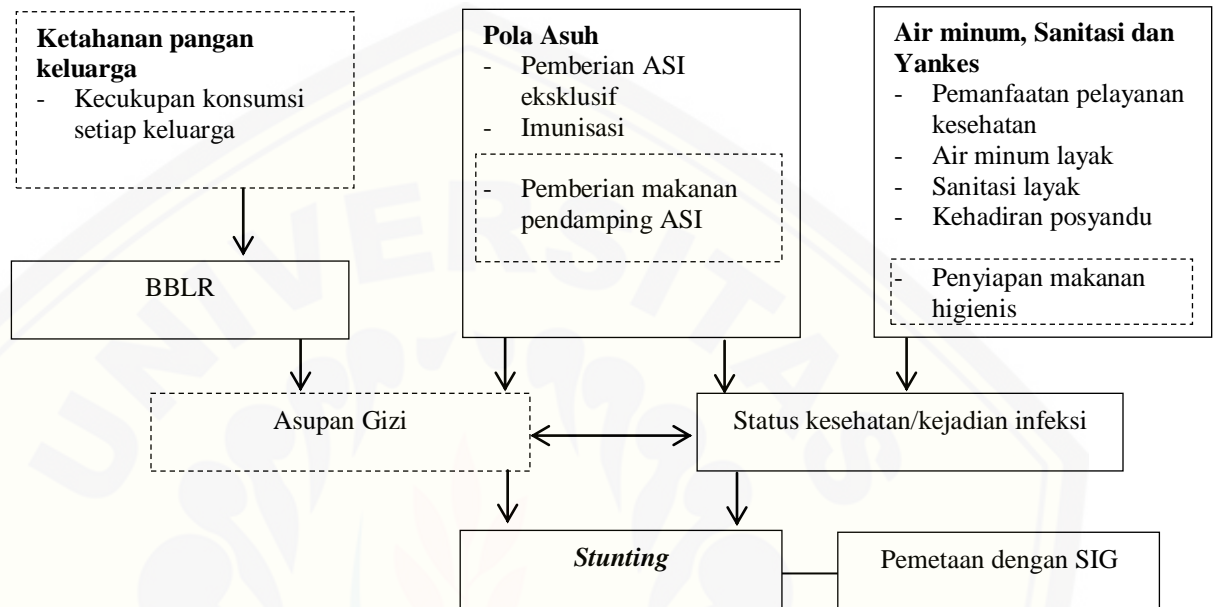 Ketahanan pangan
keluarga
- Kecukupan konsumsi
setiap keluarga
Pola Asuh
- Pemberian ASI
eksklusif
- Imunisasi
- Pemberian makanan
pendamping ASI
Air minum, Sanitasi dan
Yankes
- Pemanfaatan pelayanan
kesehatan
- Air minum layak
- Sanitasi layak
- Kehadiran posyandu
- Penyiapan makanan
higienis
BBLR
Asupan Gizi
Status kesehatan/kejadian infeksi
Stunting
Pemetaan dengan SIG
UNIVERSITAS